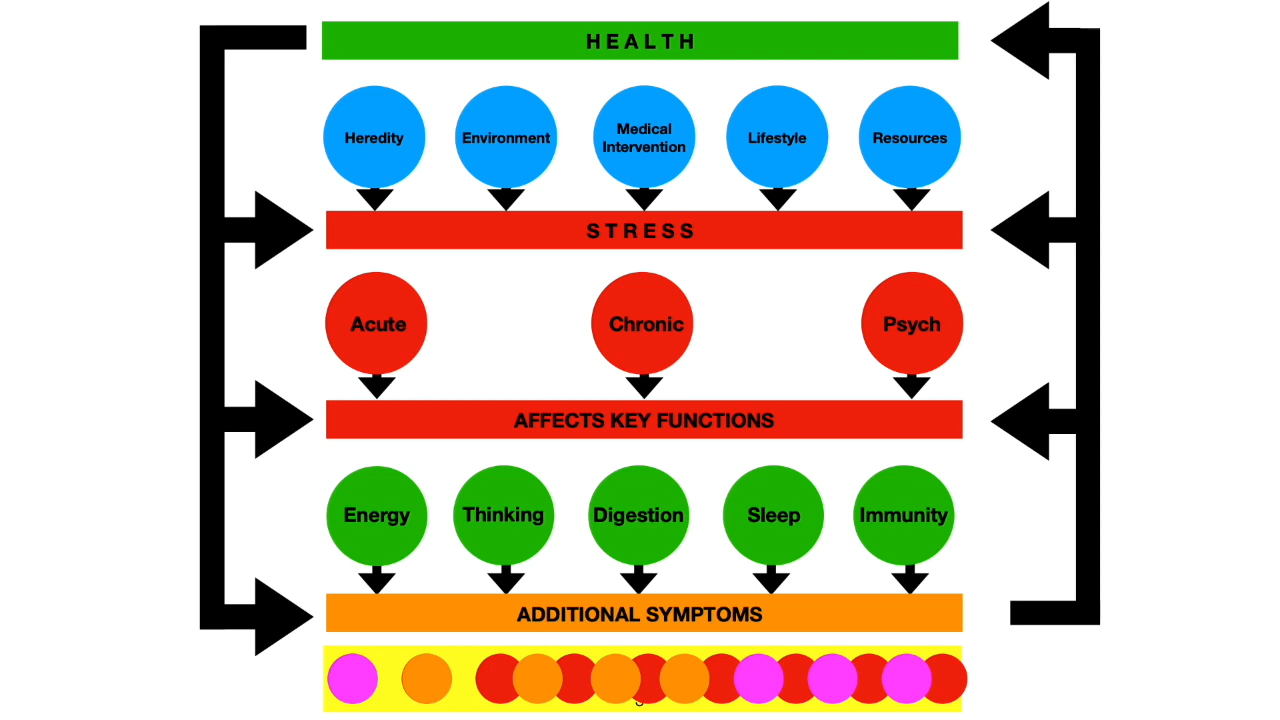 HEALTH
Heredity
Environment
Medical
Intervention
Lifestyle
Resources
STRESS
Acute
Chronic
Psych
AFFECTS KEY FUNCTIONS
Energy
Thinking
Digestion
Sleep
Immunity
ADDITIONAL SYMPTOMS